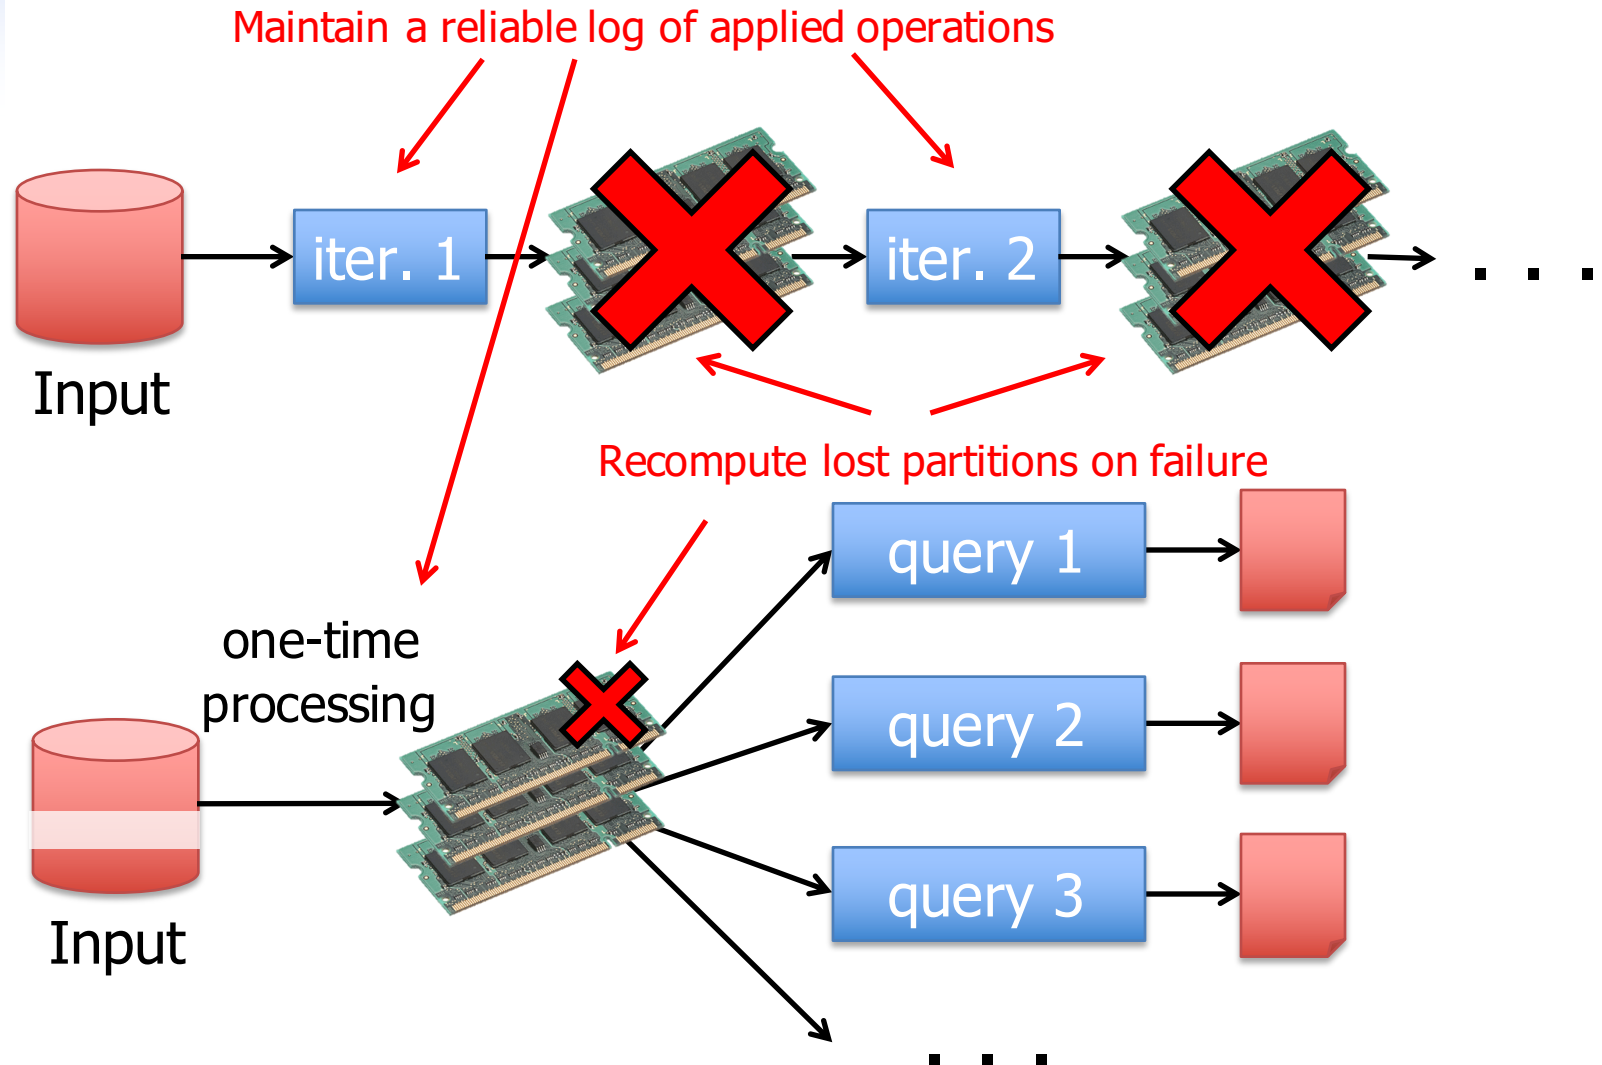 Maintain a reliable log of applied operations
iter. 1
iter. 2
. . .
Input
Recompute lost partitions on failure
query 1
one-time
processing
query 2
query 3
Input
. . .